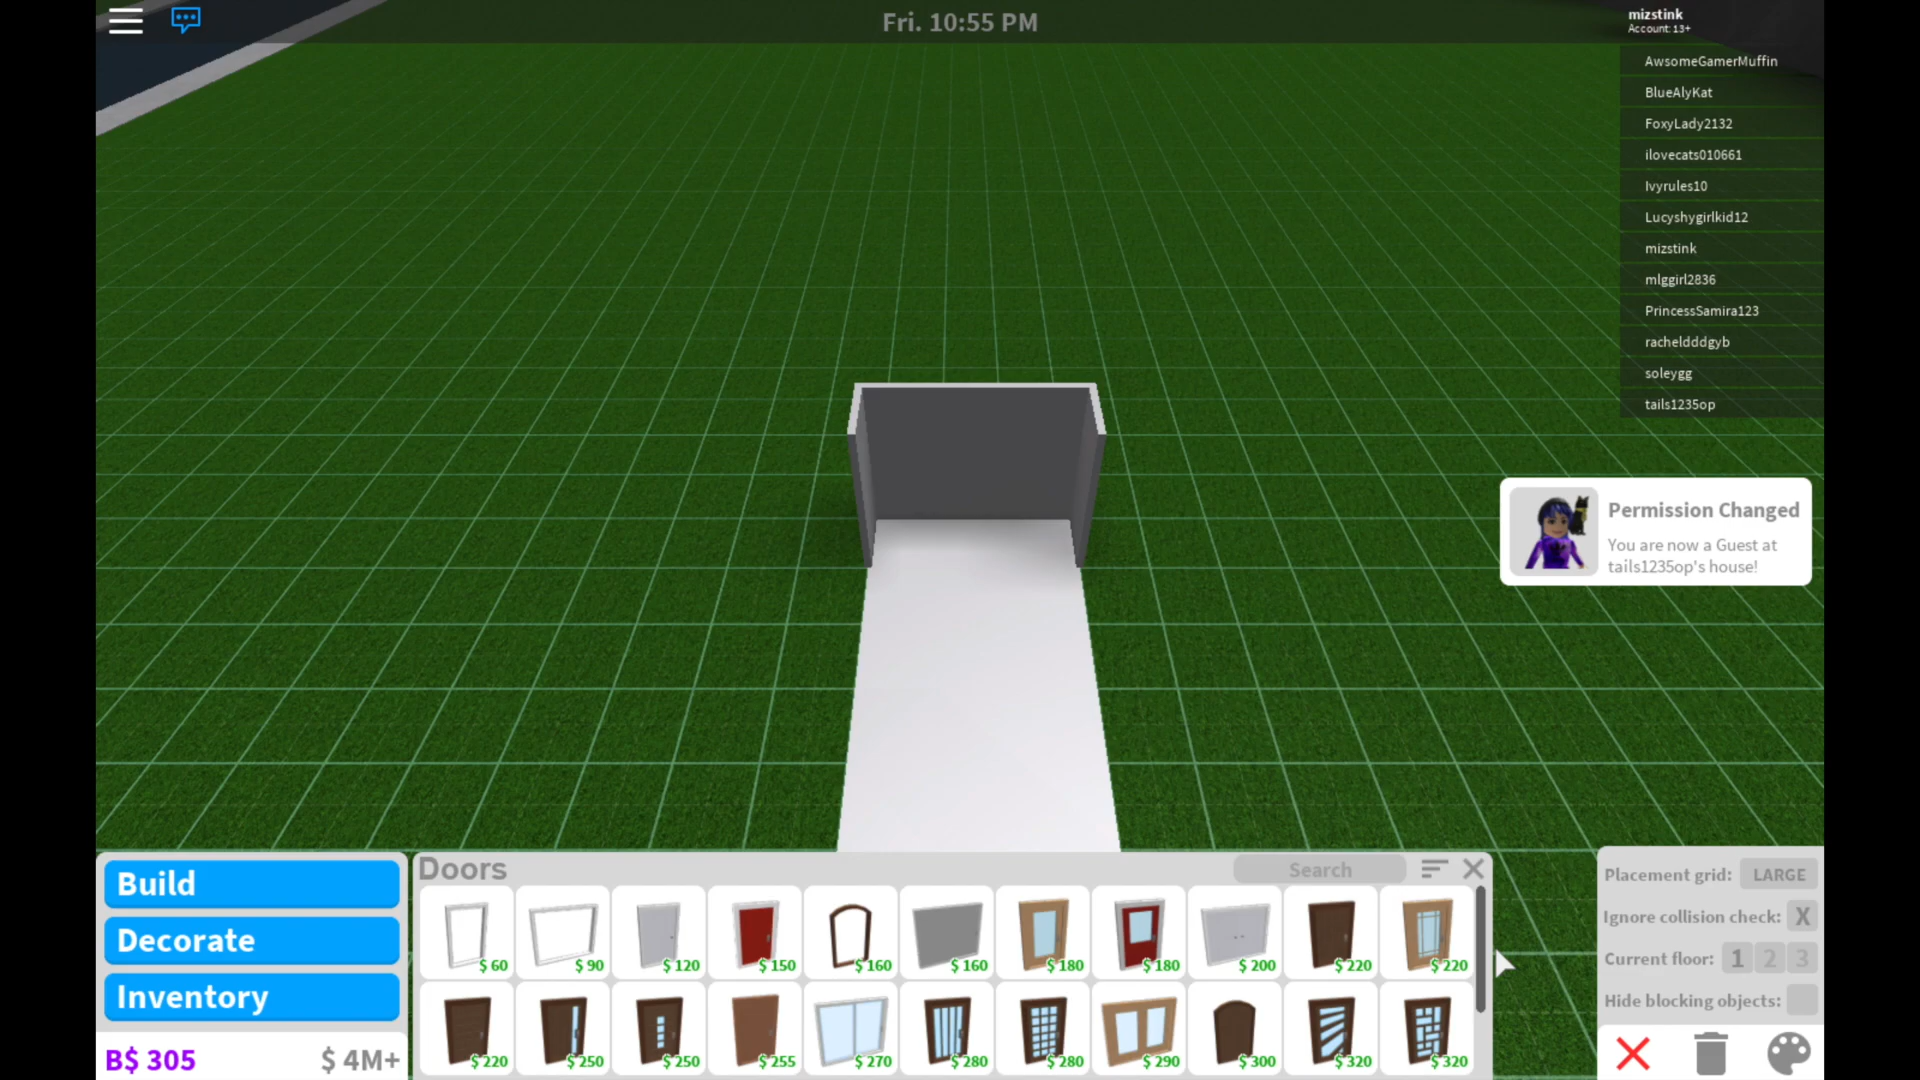 Fri. 10:55 PM
mizstink
Account: 13+
AwsomeGamerMuffin
BlueAlyKat
FoxyLady2132
ilovecats010661
Ivyrules10
Lucyshygirlkid12
mizstink
mlggirl2836
PrincessSamira123
racheldddgyb
soleygg
tails1235op
Permission Changed
You are now a Guest at
tails1235op's house!
Build
Decorate
Inventory
B$ 305
$ 4M+
Doors
Search
$ 60
$ 90
$ 120
$ 150
$ 160
$ 160
$ 180
$ 180
$ 200
$ 220
$ 220
$ 220
$ 250
$ 250
$ 255
$ 270
$ 280
$ 280
$ 290
$ 300
$ 320
$ 320
Placement grid: LARGE
Ignore collision check: X
Current floor: 1 2 3
Hide blocking objects: